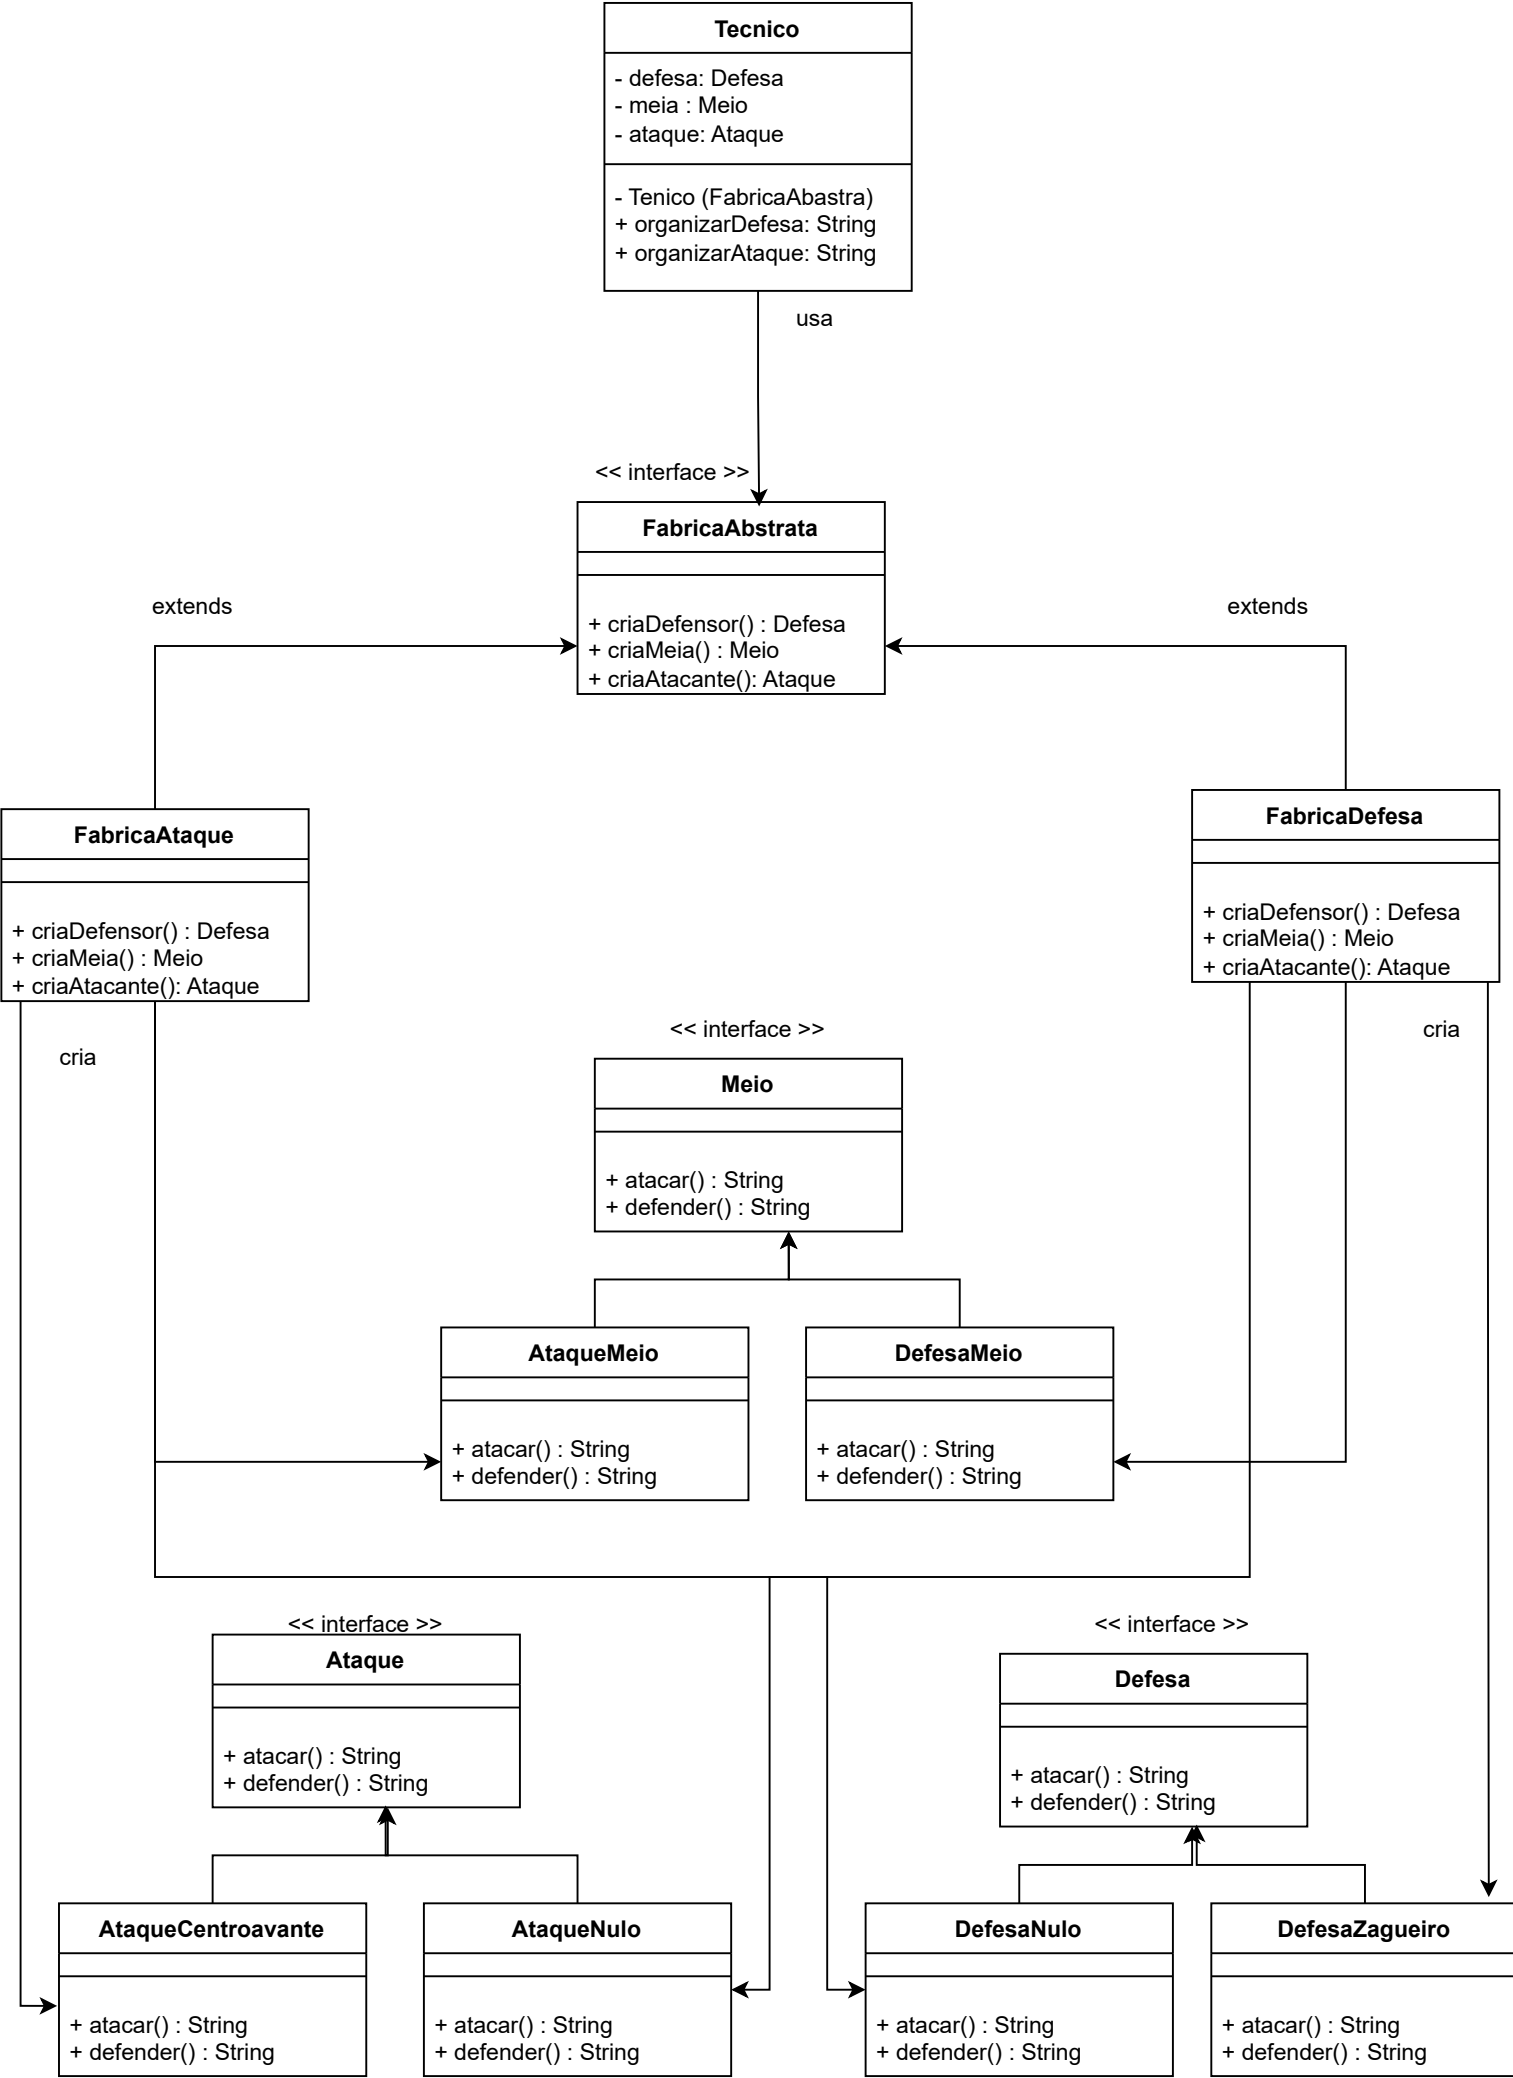 Tecnico
- defesa: Defesa
- meia : Meio
- ataque: Ataque
- Tenico (FabricaAbastra)
+ organizarDefesa: String
+ organizarAtaque: String
usa
<< interface >>
FabricaAbstrata
+ criaDefensor() : Defesa
+ criaMeia() : Meio
+ criaAtacante(): Ataque
extends
extends
FabricaAtaque
+ criaDefensor() : Defesa
+ criaMeia() : Meio
+ criaAtacante(): Ataque
FabricaDefesa
+ criaDefensor() : Defesa
+ criaMeia() : Meio
+ criaAtacante(): Ataque
cria
cria
<< interface >>
Meio
+ atacar() : String
+ defender() : String
AtaqueMeio
+ atacar() : String
+ defender() : String
DefesaMeio
+ atacar() : String
+ defender() : String
<< interface >>
Ataque
+ atacar() : String
+ defender() : String
<< interface >>
Defesa
+ atacar() : String
+ defender() : String
AtaqueCentroavante
+ atacar() : String
+ defender() : String
AtaqueNulo
+ atacar() : String
+ defender() : String
DefesaNulo
+ atacar() : String
+ defender() : String
DefesaZagueiro
+ atacar() : String
+ defender() : String